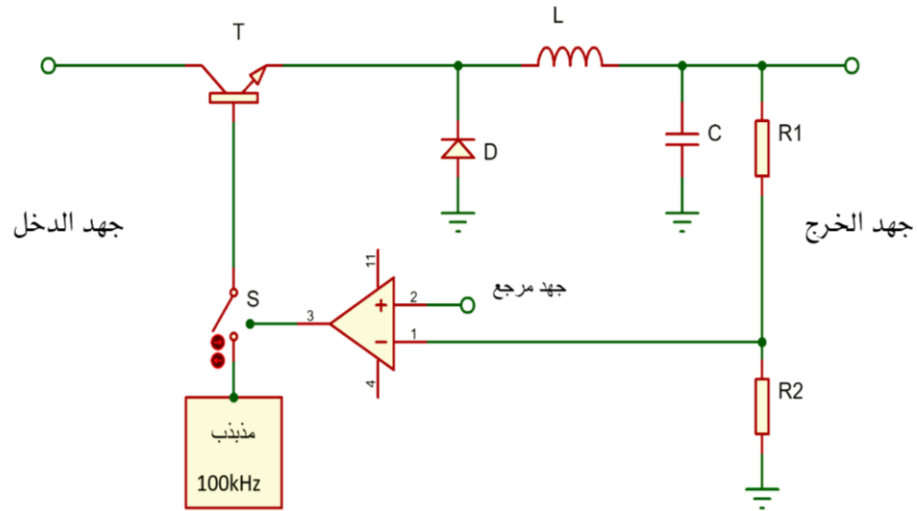 L
T
C
R1
D
جهد الدخل
جهد الخرج
11
S
+
2
جهد مرجع
3
-
1
4
R2
مذبذب
100kHz